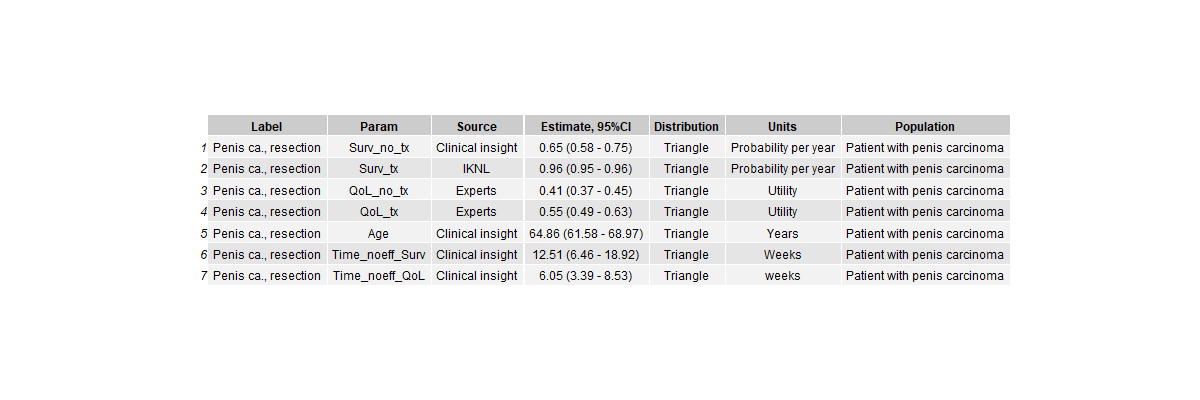 Label Param Source Estimate, 95%CI Distribution Units Population
1 Penis ca., resection Surv_no_tx Clinical insight 0.65 (0.58 - 0.75) Triangle Probability per year Patient with penis carcinoma
2 Penis ca., resection Surv_tx IKNL 0.96 (0.95 - 0.96) Triangle Probability per year Patient with penis carcinoma
3 Penis ca., resection QoL_no_tx Experts 0.41 (0.37 - 0.45) Triangle Utility Patient with penis carcinoma
4 Penis ca., resection QoL_tx Experts 0.55 (0.49 - 0.63) Triangle Utility Patient with penis carcinoma
5 Penis ca., resection Age Clinical insight 64.86 (61.58 - 68.97) Triangle Years Patient with penis carcinoma
6 Penis ca., resection Time_noeff_Surv Clinical insight 12.51 (6.46 - 18.92) Triangle Weeks Patient with penis carcinoma
7 Penis ca., resection Time_noeff_QoL Clinical insight 6.05 (3.39 - 8.53) Triangle weeks Patient with penis carcinoma